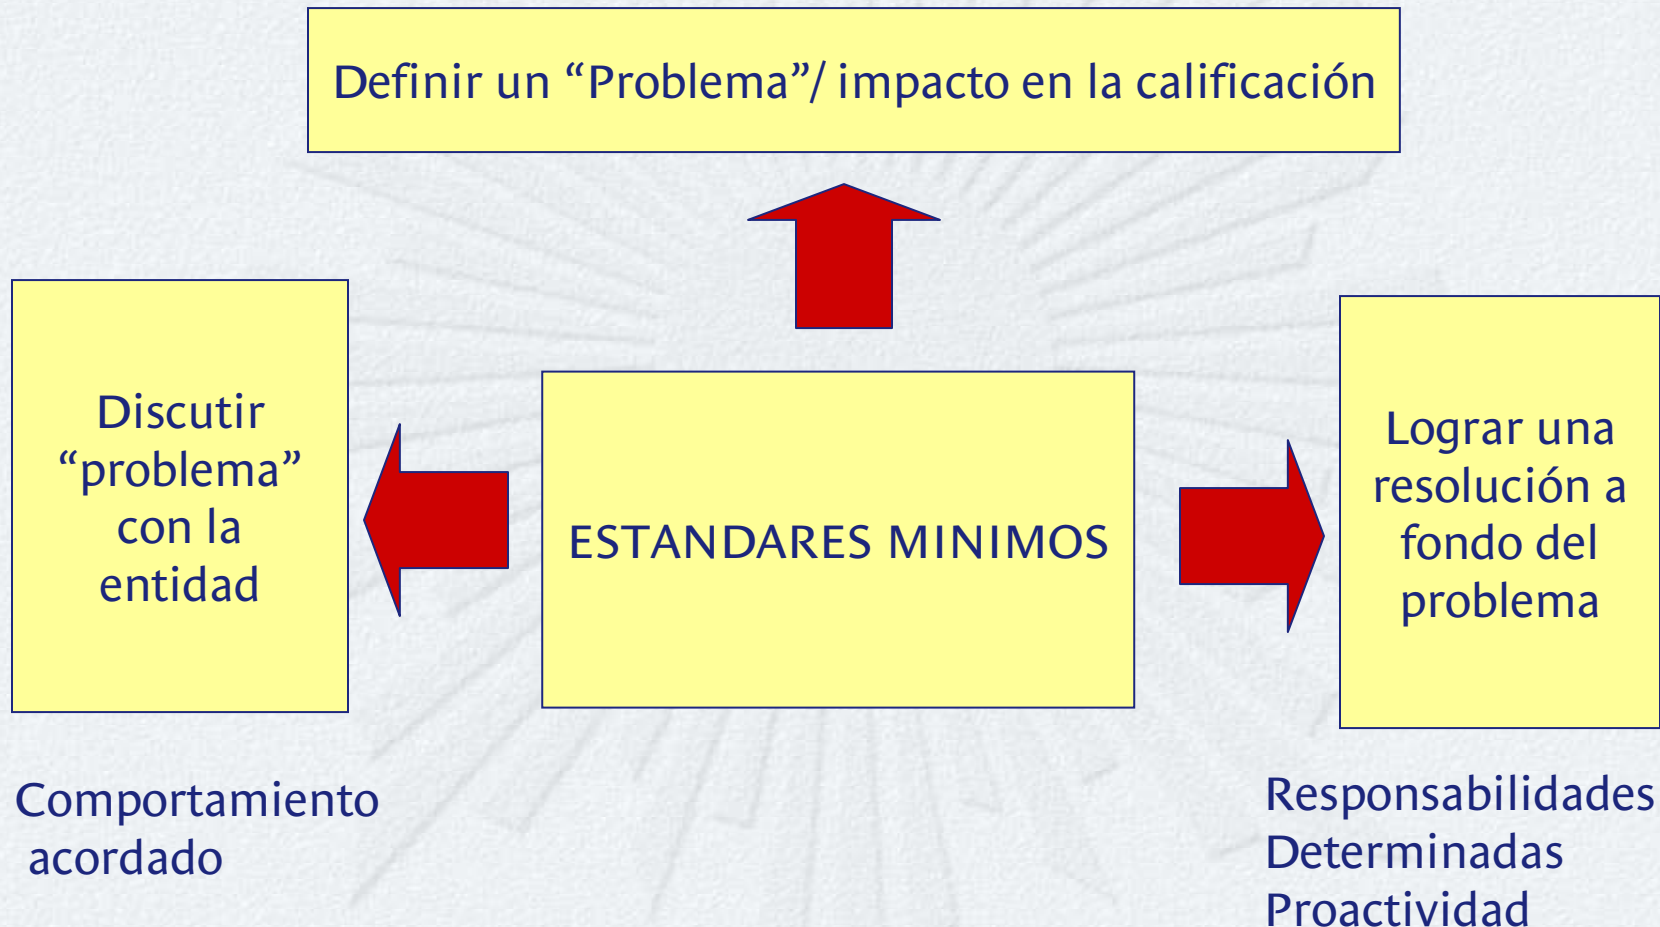 Definir un “Problema”/ impacto en la calificación
Discutir
“problema”
con la
entidad
ESTANDARES MINIMOS
Lograr una
resolución a
fondo del
problema
Comportamiento
acordado
Responsabilidades
Determinadas
Proactividad